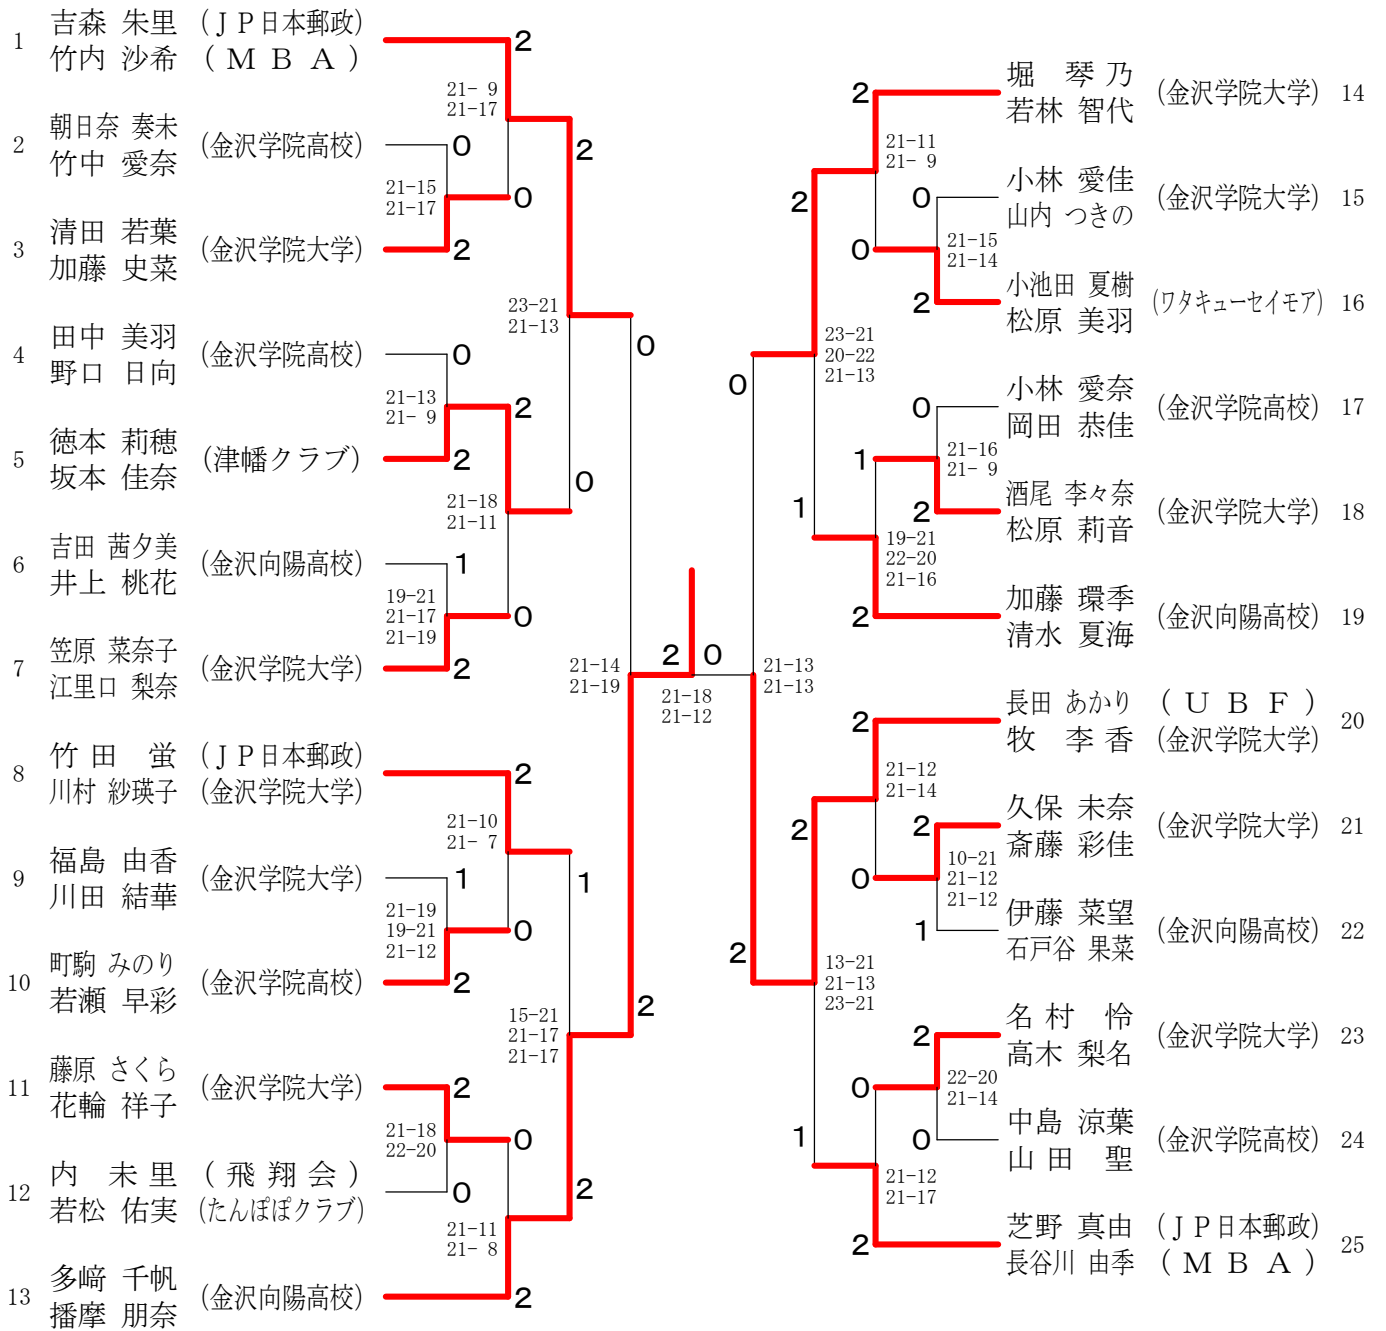 1 吉森 朱里 (ＪＰ日本郵政)
竹内 沙希 (ＭＢＡ)
2
21- 9
21-17
2 朝日奈 奏未
竹中 愛奈 (金沢学院高校)
0
2
21-15
21-17
0
3 清田 若葉
加藤 史菜 (金沢学院大学)
2
23-21
21-13
0
4 田中 美羽
野口 日向 (金沢学院高校)
0
21-13
21- 9
2
5 徳本 莉穂
坂本 佳奈 (津幡クラブ)
2
0
21-18
21-11
6 吉田 茜夕美
井上 桃花 (金沢向陽高校)
1
19-21
21-17
21-19
0
7 笠原 菜奈子
江里口 梨奈 (金沢学院大学)
2
21-14
21-19
2 0
21-18
21-12
8 竹田 蛍 (ＪＰ日本郵政)
川村 紗瑛子 (金沢学院大学)
2
21-10
21- 7
9 福島 由香
川田 結華 (金沢学院大学)
1
1
21-19
19-21
21-12
0
10 町駒 みのり
若瀬 早彩 (金沢学院高校)
2
2
15-21
21-17
21-17
11 藤原 さくら
花輪 祥子 (金沢学院大学)
2
21-18
22-20
0
12 内 未里 (飛翔会)
若松 佑実 (たんぽぽクラブ)
0
2
21-11
21- 8
13 多﨑 千帆
播摩 朋奈 (金沢向陽高校)
2
堀 琴乃
若林 智代 (金沢学院大学) 14
2
21-11
21- 9
小林 愛佳
山内 つきの (金沢学院大学) 15
0
2
21-15
21-14
0
小池田 夏樹
松原 美羽 (ワタキューセイモア) 16
2
23-21
20-22
21-13
0
小林 愛奈
岡田 恭佳 (金沢学院高校) 17
0
21-16
21- 9
1
酒尾 李々奈
松原 莉音 (金沢学院大学) 18
2
1
19-21
22-20
21-16
加藤 環季
清水 夏海 (金沢向陽高校) 19
2
21-13
21-13
長田 あかり (ＵＢＦ)
牧 李香 (金沢学院大学) 20
2
21-12
21-14
久保 未奈
斎藤 彩佳 (金沢学院大学) 21
2
2
10-21
21-12
21-12
0
伊藤 菜望
石戸谷 果菜 (金沢向陽高校) 22
1
2
13-21
21-13
23-21
名村 怜
高木 梨名 (金沢学院大学) 23
2
22-20
21-14
0
中島 涼葉
山田 聖 (金沢学院高校) 24
0
1
21-12
21-17
芝野 真由 (ＪＰ日本郵政)
長谷川 由季 (ＭＢＡ) 25
2